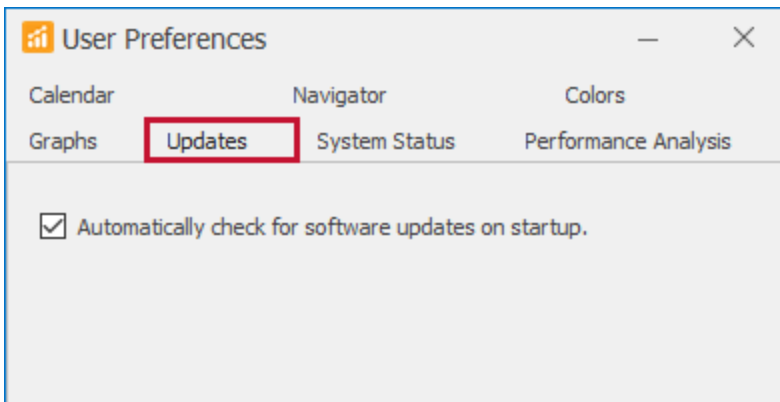 User Preferences
Calendar Navigator Colors
Graphs Updates System Status Performance Analysis
Automatically check for software updates on startup.